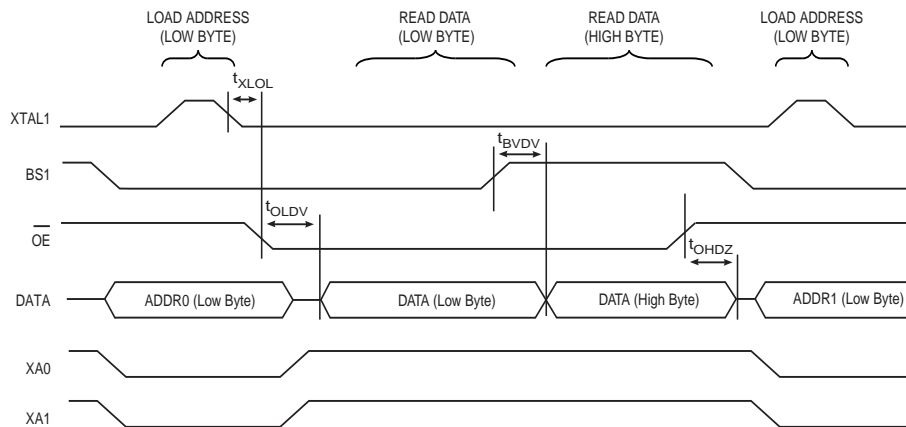 LOAD ADDRESS
(LOW BYTE)
READ DATA
(LOW BYTE)
READ DATA
(HIGH BYTE)
LOAD ADDRESS
(LOW BYTE)
tXLOL
XTAL1
tBVDV
BS1
tOLDV
OE
tOHDZ
DATA
ADDR0 (Low Byte)
DATA (Low Byte)
DATA (High Byte)
ADDR1 (Low Byte)
XA0
XA1